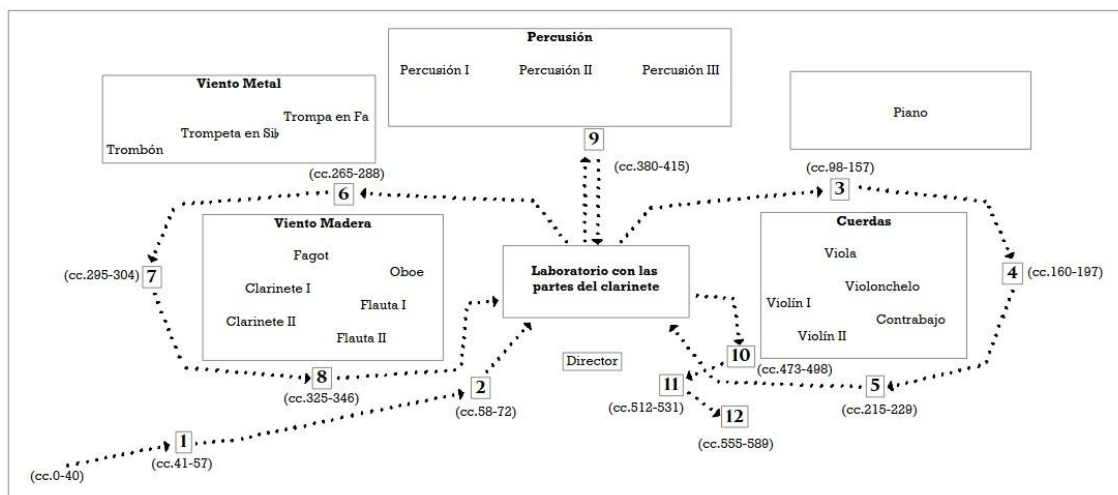 Percusión
Percusión I
Percusión II
Percusión III
Viento Metal
Trompa en Fa
Trompeta en Si♭
Trombón
Piano
9
(cc.380-415)
(cc.265-288)
6
(cc.98-157)
3
Viento Madera
Fagot
Oboe
Clarinete I
Flauta I
Clarinete II
Flauta II
(cc.295-304)
7
Laboratorio con las
partes del clarinete
Cuerdas
Viola
Violonchelo
Violín I
Contrabajo
Violín II
4
(cc.160-197)
Director
10
(cc.473-498)
8
(cc.325-346)
2
(cc.58-72)
11
(cc.512-531)
5
(cc.215-229)
12
(cc.555-589)
1
(cc.41-57)
(cc.0-40)